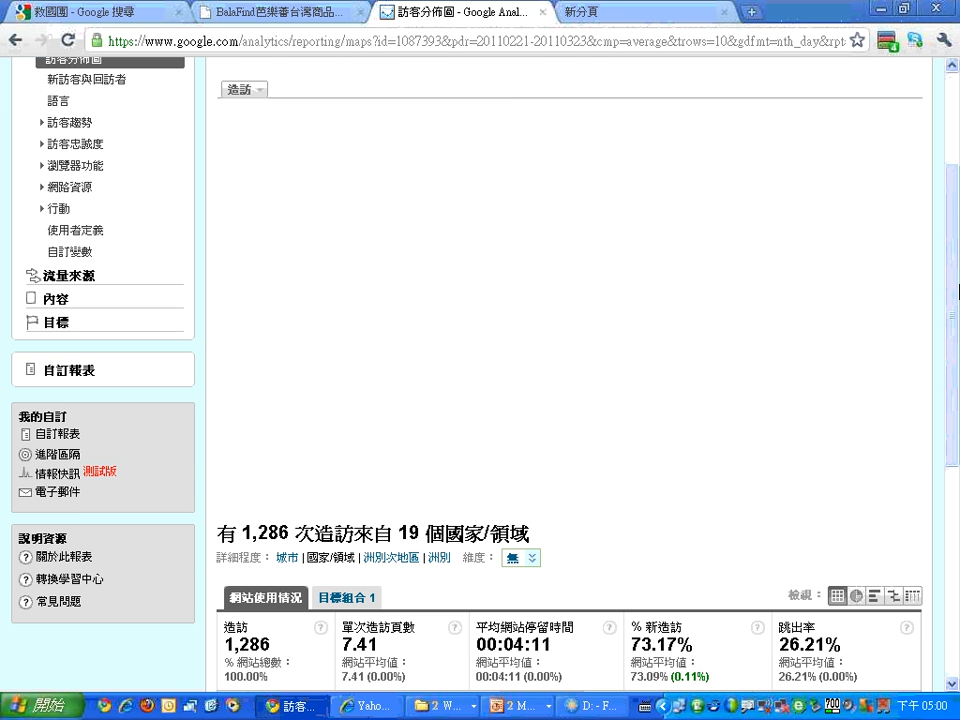 救國團 - Google 搜尋
BalaFind芭樂番台灣商品...
訪客分佈圖 - Google Anal...
新分頁
https://www.google.com/analytics/reporting/maps?id=1087393&pdr=20110221-20110323&cmp=average&trows=10&gdfmt=nth_day&rpt
訪客分佈圖
新訪客與回訪者
語言
訪客趨勢
訪客忠誠度
瀏覽器功能
網路資源
行動
使用者定義
自訂變數
流量來源
內容
目標
自訂報表
我的自訂
自訂報表
進階區隔
情報快訊 測試版
電子郵件
說明資源
關於此報表
轉換學習中心
常見問題
造訪
有 1,286 次造訪來自 19 個國家/領域
詳細程度： 城市 | 國家/領域 | 洲別次地區 | 洲別 維度： 無
網站使用情況 目標組合 1 檢視：
造訪
1,286
% 網站總數：
100.00%
單次造訪頁數
7.41
網站平均值：
7.41 (0.00%)
平均網站停留時間
00:04:11
網站平均值：
00:04:11 (0.00%)
% 新造訪
73.17%
網站平均值：
73.09% (0.11%)
跳出率
26.21%
網站平均值：
26.21% (0.00%)
開始 訪客... Yaho... 2 W... 2 M... D: - F... 下午 05:00